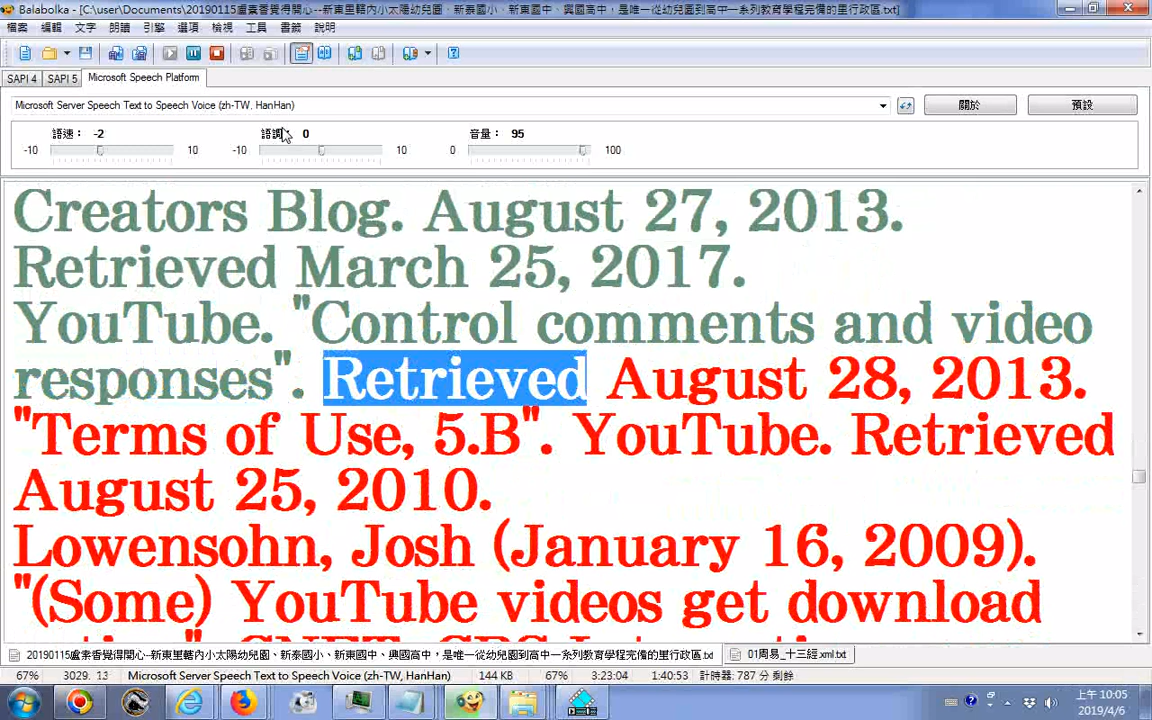 Balabolka - [C:\user\Documents\20190115盧素香覺得開心--新東里轄內小太陽幼兒園、新泰國小、新東國中、興國高中，是唯一從幼兒園到高中一系列教育學程完備的里行政區.txt]
檔案 編輯 文字 朗讀 引擎 選項 檢視 工具 書籤 說明
SAPI 4 SAPI 5 Microsoft Speech Platform
Microsoft Server Speech Text to Speech Voice (zh-TW, HanHan) 關於 預設
語速： -2 語調： 0 音量： 95
-10 10 -10 10 0 100
Creators Blog. August 27, 2013.
Retrieved March 25, 2017.
YouTube. "Control comments and video
responses". Retrieved August 28, 2013.
"Terms of Use, 5.B". YouTube. Retrieved
August 25, 2010.
Lowensohn, Josh (January 16, 2009).
"(Some) YouTube videos get download
20190115盧素香覺得開心--新東里轄內小太陽幼兒園、新泰國小、新東國中、興國高中，是唯一從幼兒園到高中一系列教育學程完備的里行政區.txt 01周易_十三經.xml.txt
67% 3029. 13 Microsoft Server Speech Text to Speech Voice (zh-TW, HanHan) 144 KB 67% 3:23:04 1:40:53 計時器: 787 分 剩餘
上午 10:05
2019/4/6